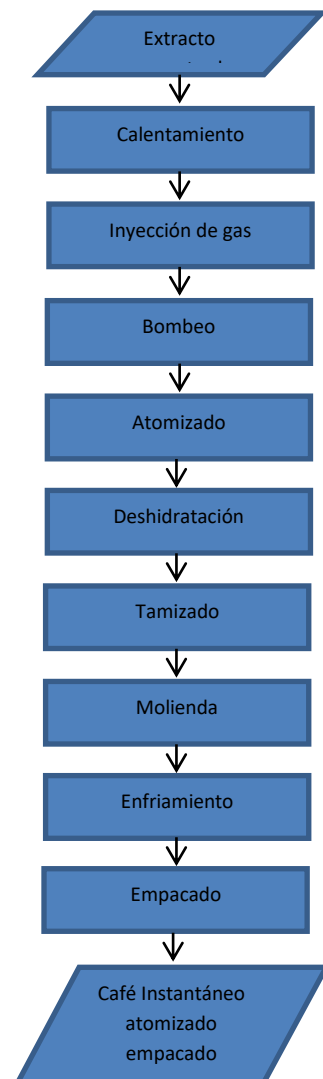 Extracto
Calentamiento
Inyección de gas
Bombeo
Atomizado
Deshidratación
Tamizado
Molienda
Enfriamiento
Empacado
Café Instantáneo
atomizado
empacado